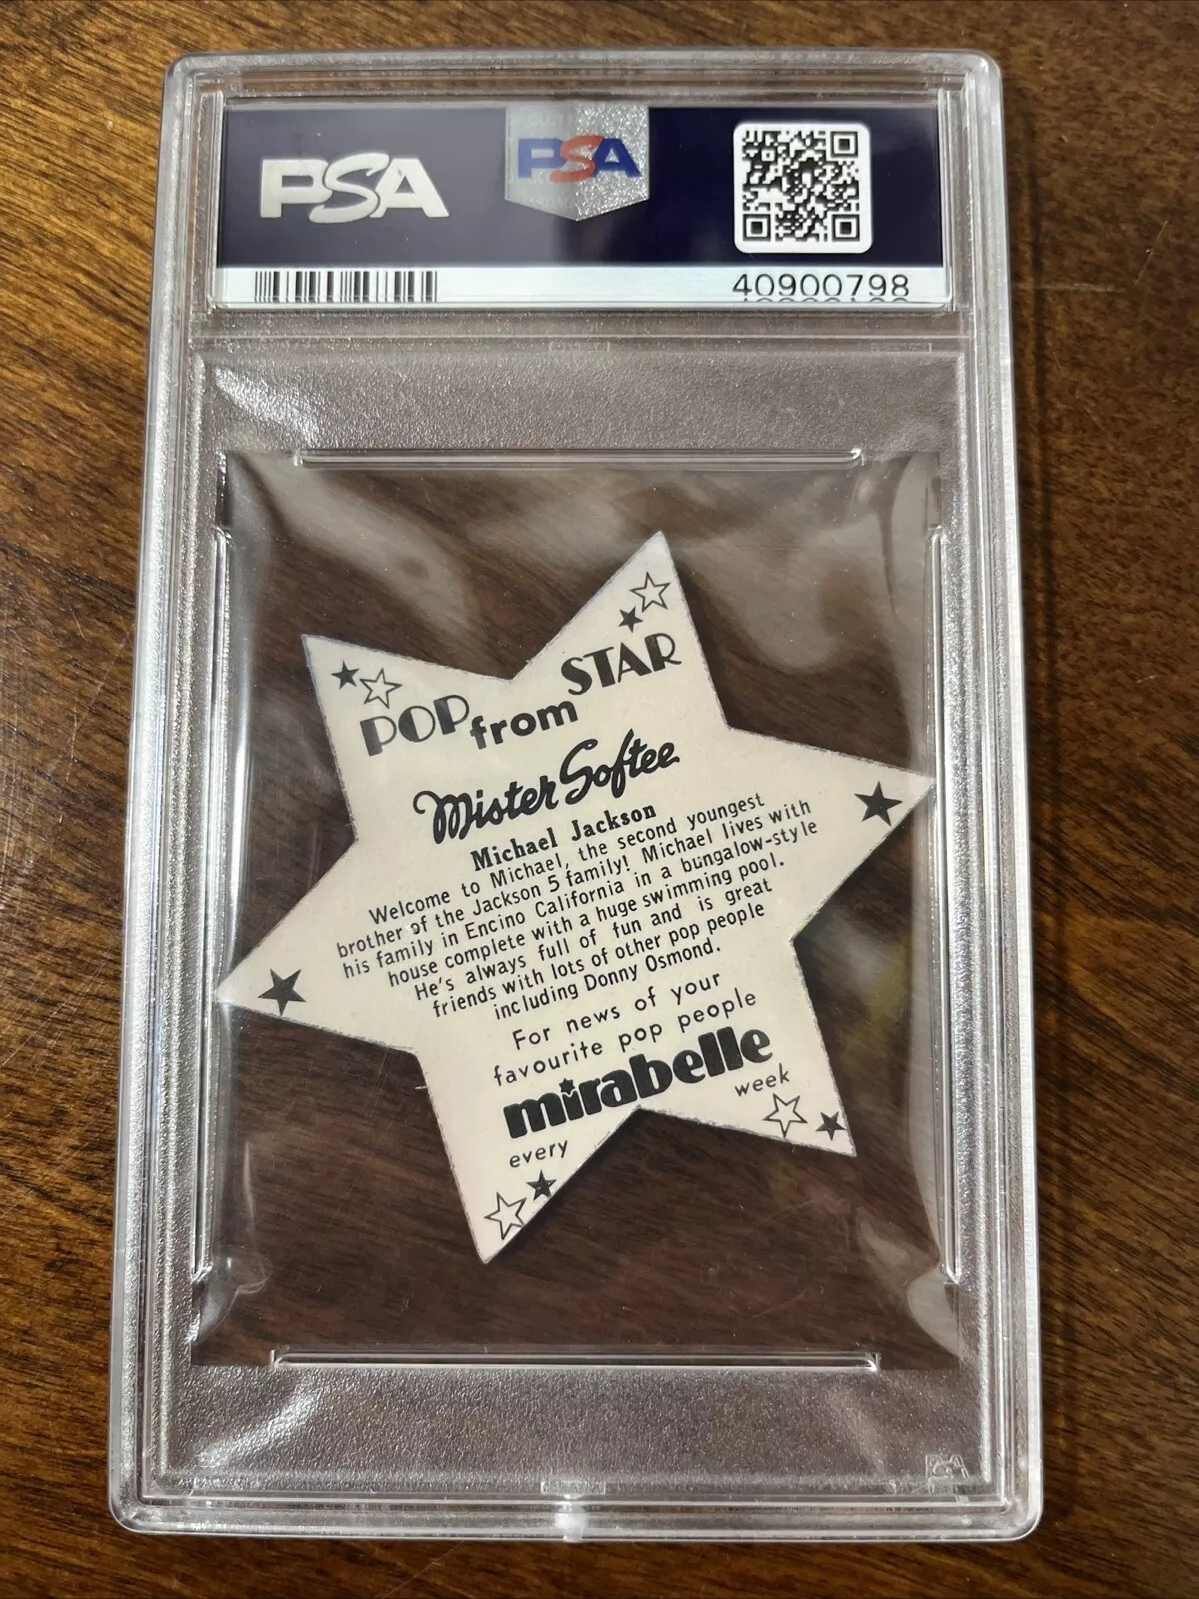 PSA
PSA
40900798
POP from STAR
Mister Softee
Michael Jackson
Welcome to Michael, the second youngest
brother of the Jackson 5 family! Michael lives with
his family in Encino California in a bungalow-style
house complete with a huge swimming pool.
He's always full of fun and is great
friends with lots of other pop people
including Donny Osmond.
For news of your
favourite pop people
mirabelle
every week
PSA